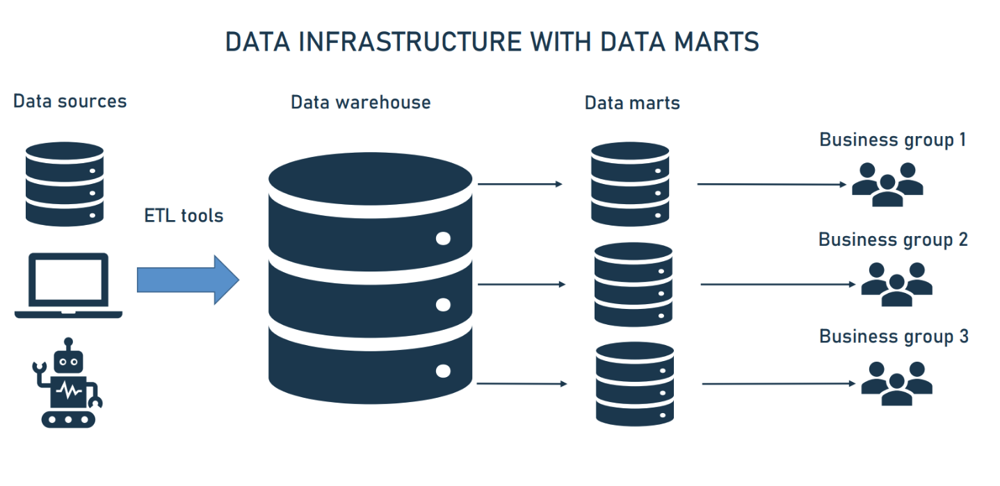 DATA INFRASTRUCTURE WITH DATA MARTS
Data sources
Data warehouse
Data marts
Business group 1
ETL tools
Business group 2
Business group 3